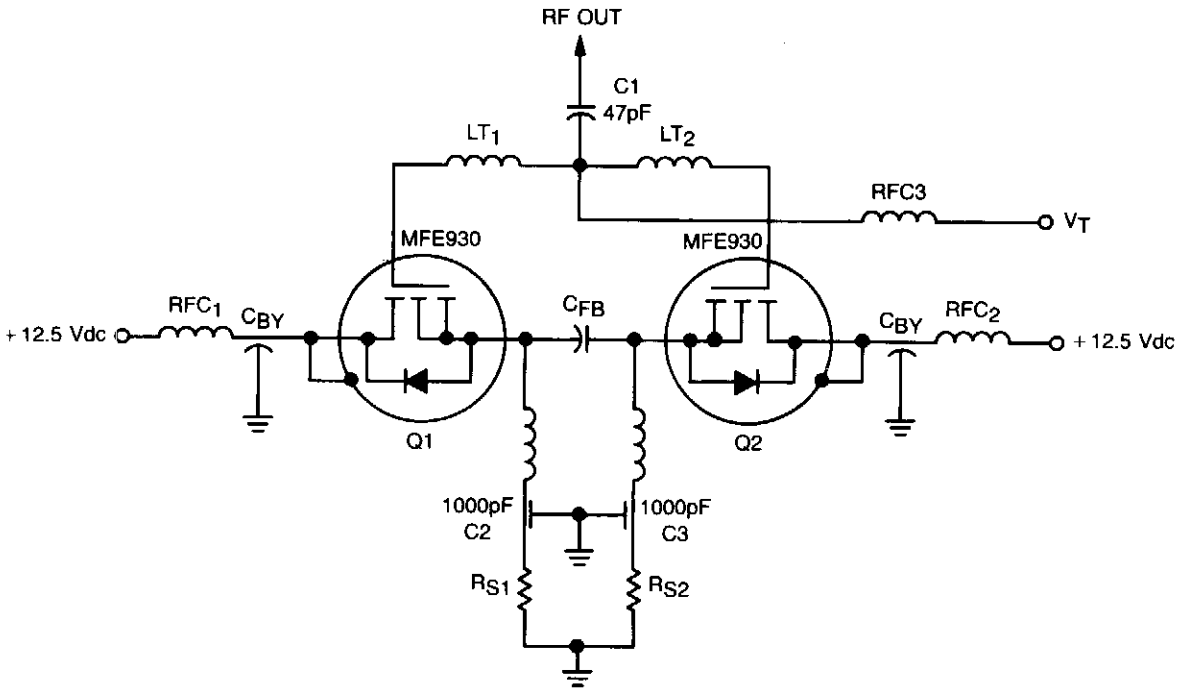 RF OUT
C1
47pF
LT1
LT2
RFC3
VT
MFE930
MFE930
RFC1
CBY
CFB
CBY
RFC2
+ 12.5 Vdc
+ 12.5 Vdc
Q1
Q2
1000pF
C2
1000pF
C3
RS1
RS2